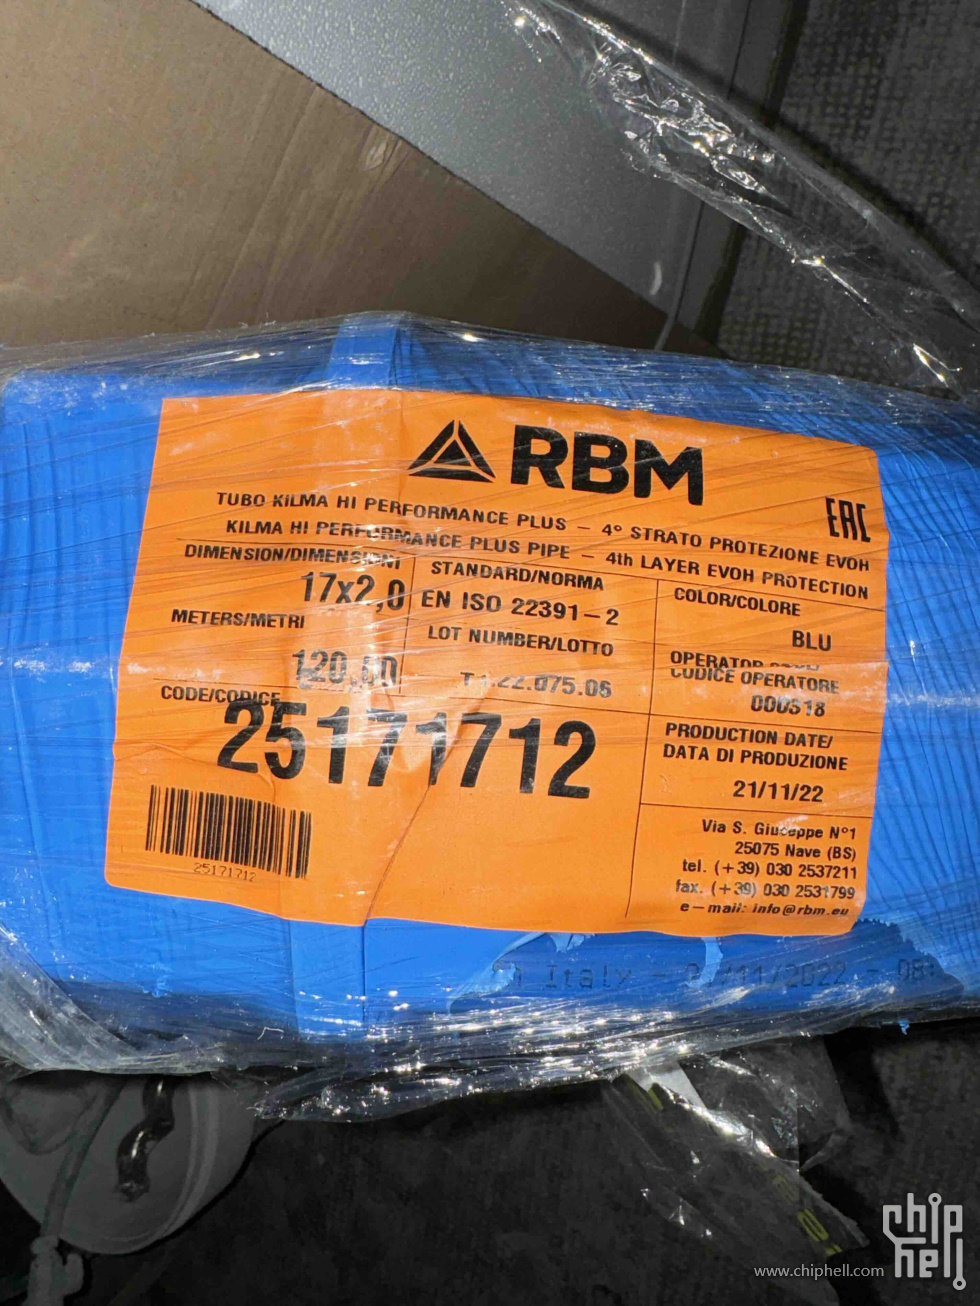 RBM
EAC
TUBO KILMA HI PERFORMANCE PLUS – 4° STRATO PROTEZIONE EVOH
KILMA HI PERFORMANCE PLUS PIPE – 4th LAYER EVOH PROTECTION
DIMENSION/DIMENSIONI
17x2,0
METERS/METRI
CODE/CODICE
25171712
STANDARD/NORMA
EN ISO 22391–2
LOT NUMBER/LOTTO
COLOR/COLORE
BLU
OPERATOR
CODICE OPERATORE
000518
PRODUCTION DATE/
DATA DI PRODUZIONE
21/11/22
25171712
Via S. Giuseppe N°1
25075 Nave (BS)
tel. (+39) 030 2537211
fax. (+39) 030 2531799
e–mail: info@rbm.eu
Italy –
chip
hell
www.chiphell.com